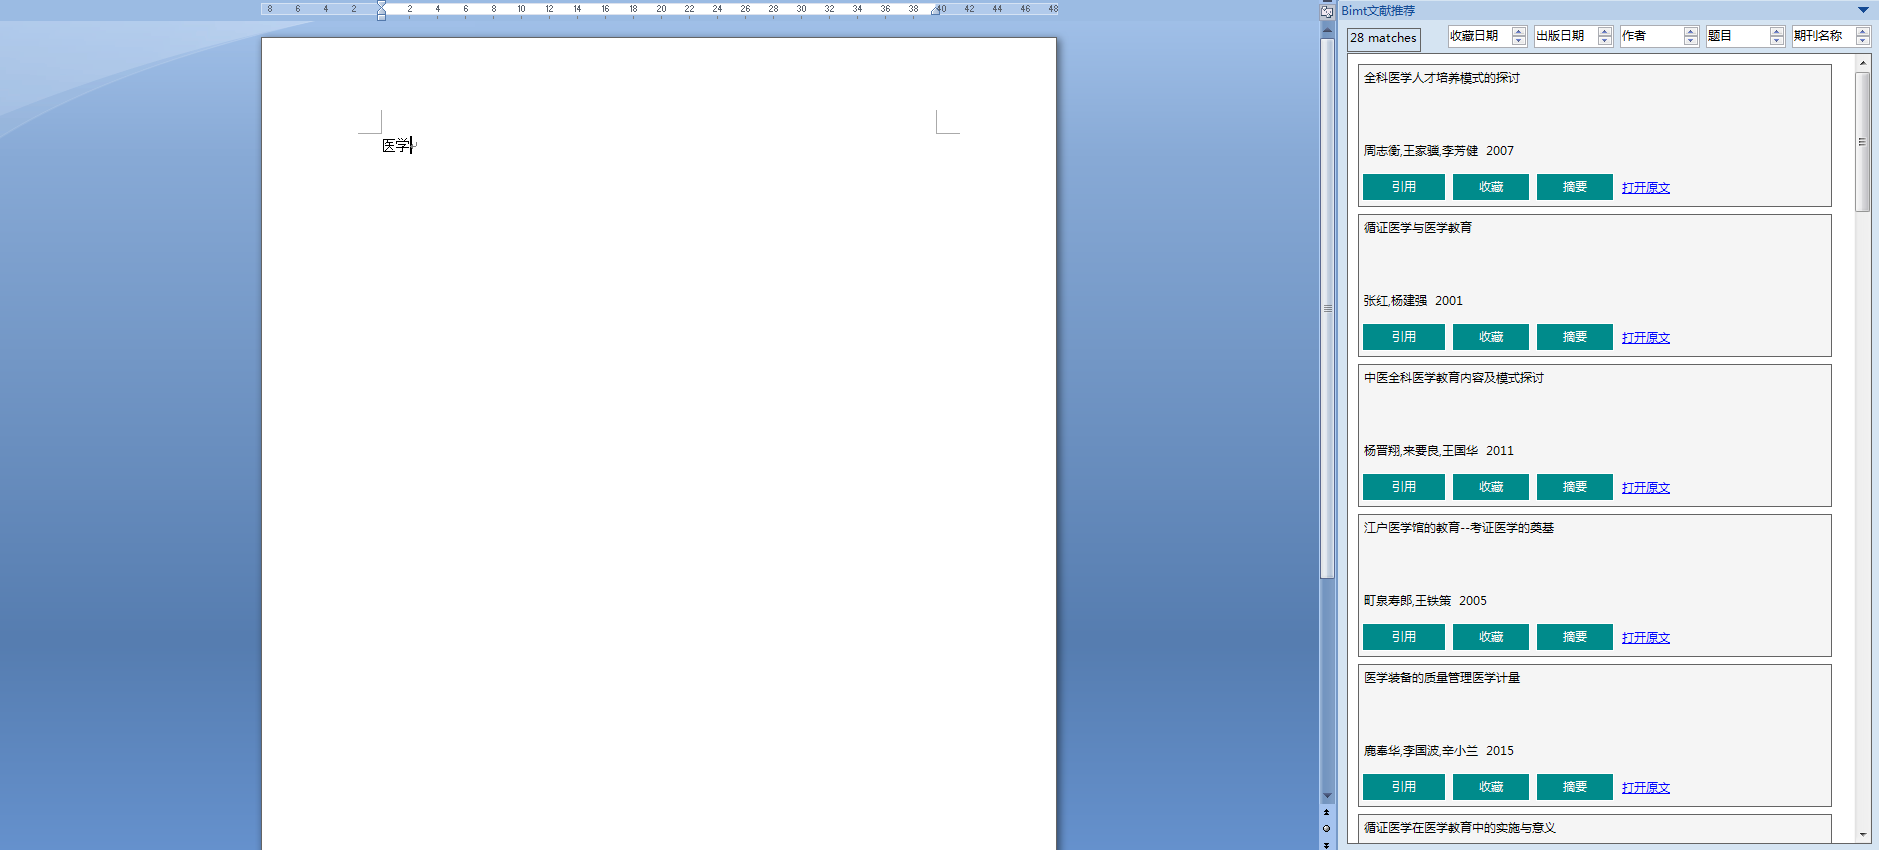 8 6 4 2 2 4 6 8 10 12 14 16 18 20 22 24 26 28 30 32 34 36 38 40 42 44 46 48
医学
Bimt文献推荐
28 matches 收藏日期 出版日期 作者 题目 期刊名称
全科医学人才培养模式的探讨
周志衡,王家骥,李芳健 2007
引用 收藏 摘要 打开原文
循证医学与医学教育
张红,杨建强 2001
引用 收藏 摘要 打开原文
中医全科医学教育内容及模式探讨
杨晋翔,来要良,王国华 2011
引用 收藏 摘要 打开原文
江户医学馆的教育--考证医学的奠基
町泉寿郎,王铁策 2005
引用 收藏 摘要 打开原文
医学装备的质量管理医学计量
鹿奉华,李国波,辛小兰 2015
引用 收藏 摘要 打开原文
循证医学在医学教育中的实施与意义